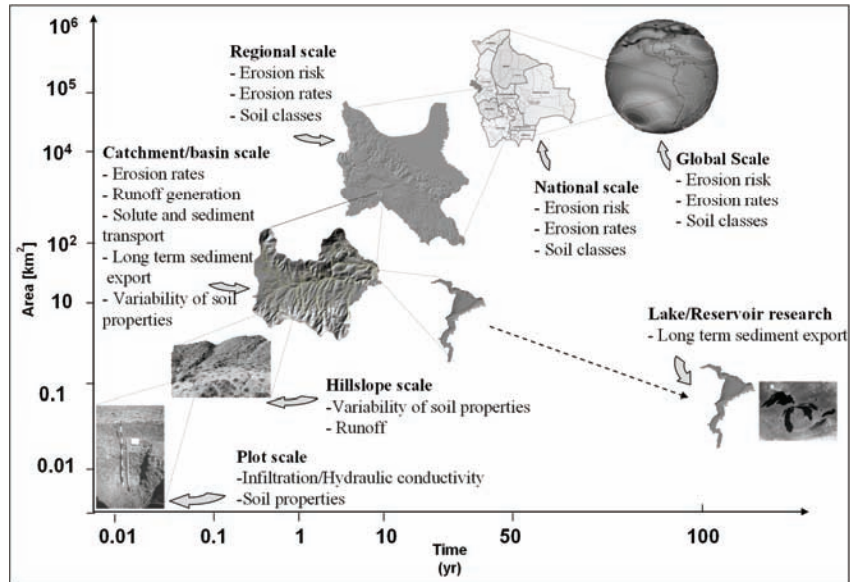 10⁶
10⁵
10⁴
10²
10
0.1
0.01
Area [km²]
Regional scale
- Erosion risk
- Erosion rates
- Soil classes
Catchment/basin scale
- Erosion rates
- Runoff generation
- Solute and sediment
transport
- Long term sediment
export
- Variability of soil
properties
National scale
- Erosion risk
- Erosion rates
- Soil classes
Global Scale
- Erosion risk
- Erosion rates
- Soil classes
Lake/Reservoir research
- Long term sediment export
Hillslope scale
-Variability of soil properties
- Runoff
Plot scale
-Infiltration/Hydraulic conductivity
-Soil properties
0.01
0.1
1
10
50
100
Time
(yr)